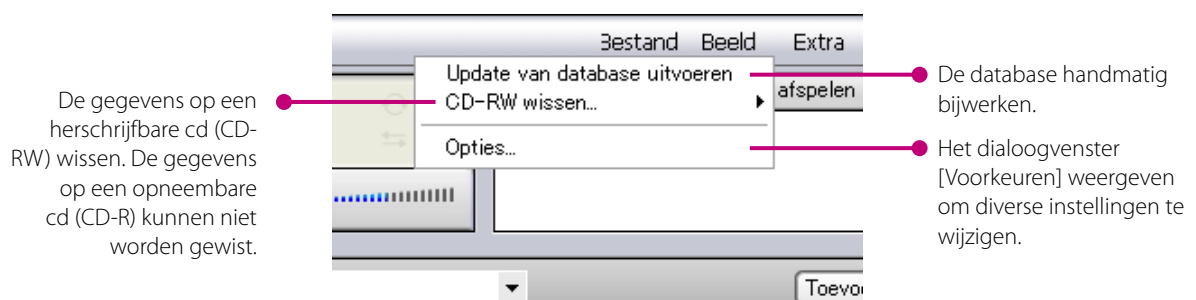 Bestand Beeld Extra
Update van database uitvoeren
CD-RW wissen...
afspelen
Opties...
Toevo
De gegevens op een
herschrijfbare cd (CD-
RW) wissen. De gegevens
op een opneembare
cd (CD-R) kunnen niet
worden gewist.
De database handmatig
bijwerken.
Het dialoogvenster
[Voorkeuren] weergeven
om diverse instellingen te
wijzigen.